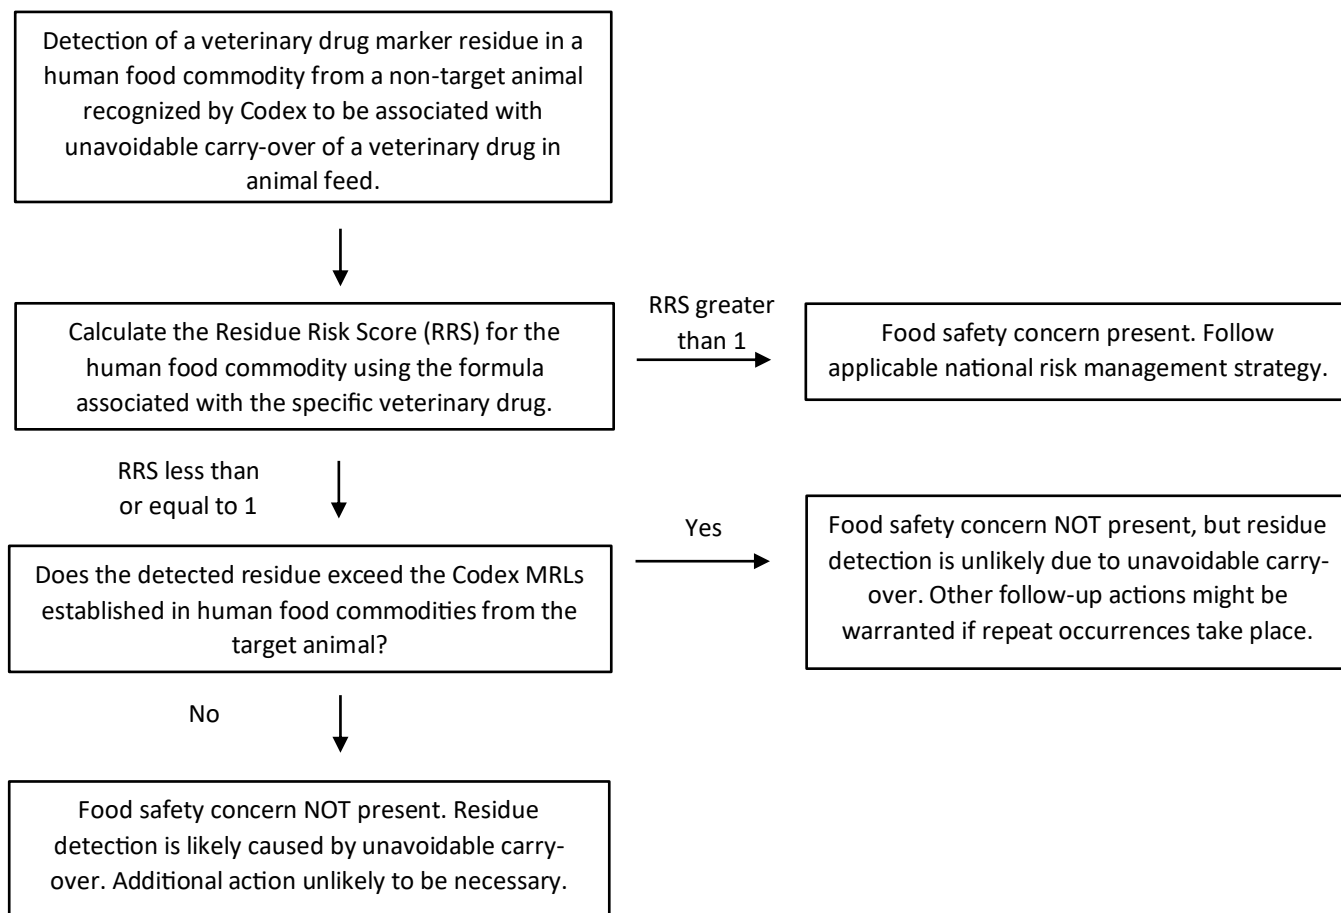 Detection of a veterinary drug marker residue in a
human food commodity from a non-target animal
recognized by Codex to be associated with
unavoidable carry-over of a veterinary drug in
animal feed.
Calculate the Residue Risk Score (RRS) for the
human food commodity using the formula
associated with the specific veterinary drug.
RRS greater
than 1
Food safety concern present. Follow
applicable national risk management strategy.
RRS less than
or equal to 1
Does the detected residue exceed the Codex MRLs
established in human food commodities from the
target animal?
Yes
Food safety concern NOT present, but residue
detection is unlikely due to unavoidable carry-
over. Other follow-up actions might be
warranted if repeat occurrences take place.
No
Food safety concern NOT present. Residue
detection is likely caused by unavoidable carry-
over. Additional action unlikely to be necessary.